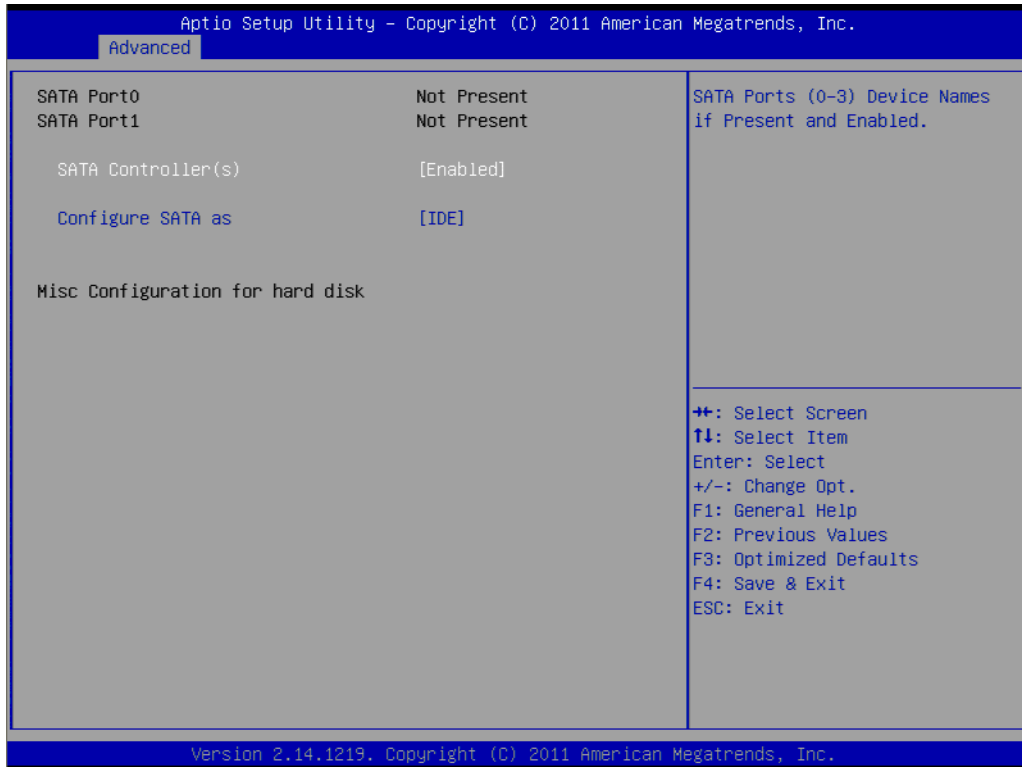 Aptio Setup Utility – Copyright (C) 2011 American Megatrends, Inc.
Advanced
SATA Port0 Not Present
SATA Port1 Not Present
SATA Controller(s) [Enabled]
Configure SATA as [IDE]
Misc Configuration for hard disk
SATA Ports (0-3) Device Names
if Present and Enabled.
→←: Select Screen
↑↓: Select Item
Enter: Select
+/-: Change Opt.
F1: General Help
F2: Previous Values
F3: Optimized Defaults
F4: Save & Exit
ESC: Exit
Version 2.14.1219. Copyright (C) 2011 American Megatrends, Inc.